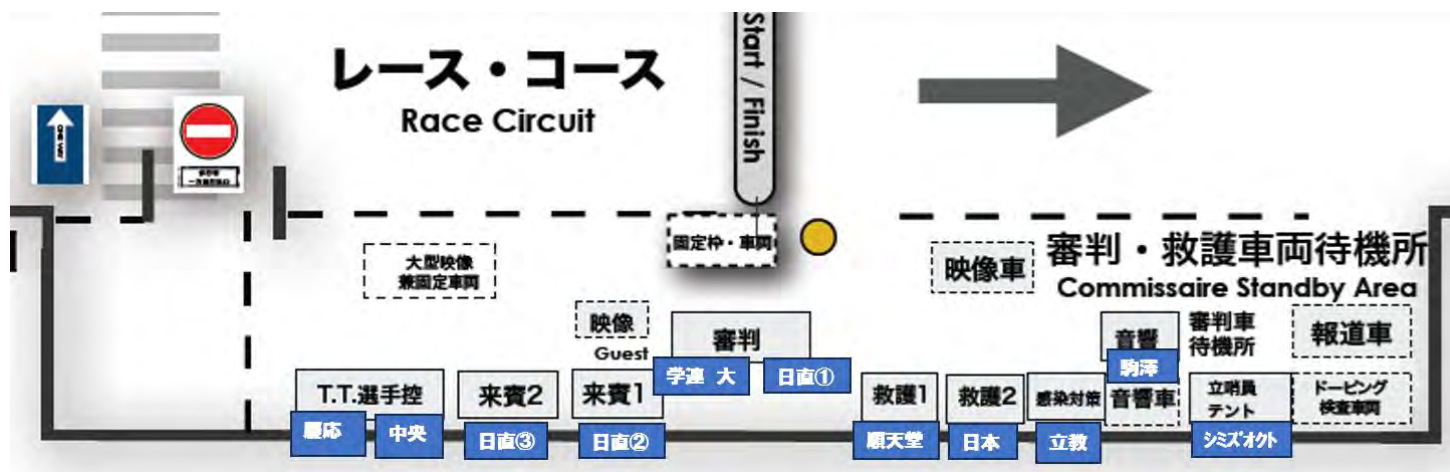 レース・コース
Race Circuit
Start / Finish
固定枠・車両
大型映像
兼固定車両
映像車
審判・救護車両待機所
Commissaire Standby Area
映像
Guest
審判
学連 大
日直①
音響
駒澤
審判車
待機所
報道車
T.T.選手控
慶応
中央
来賓2
日直③
来賓1
日直②
救護1
順天堂
救護2
日本
感染対策
立教
音響車
立哨員
テント
シミズオクト
ドーピング
検査車両